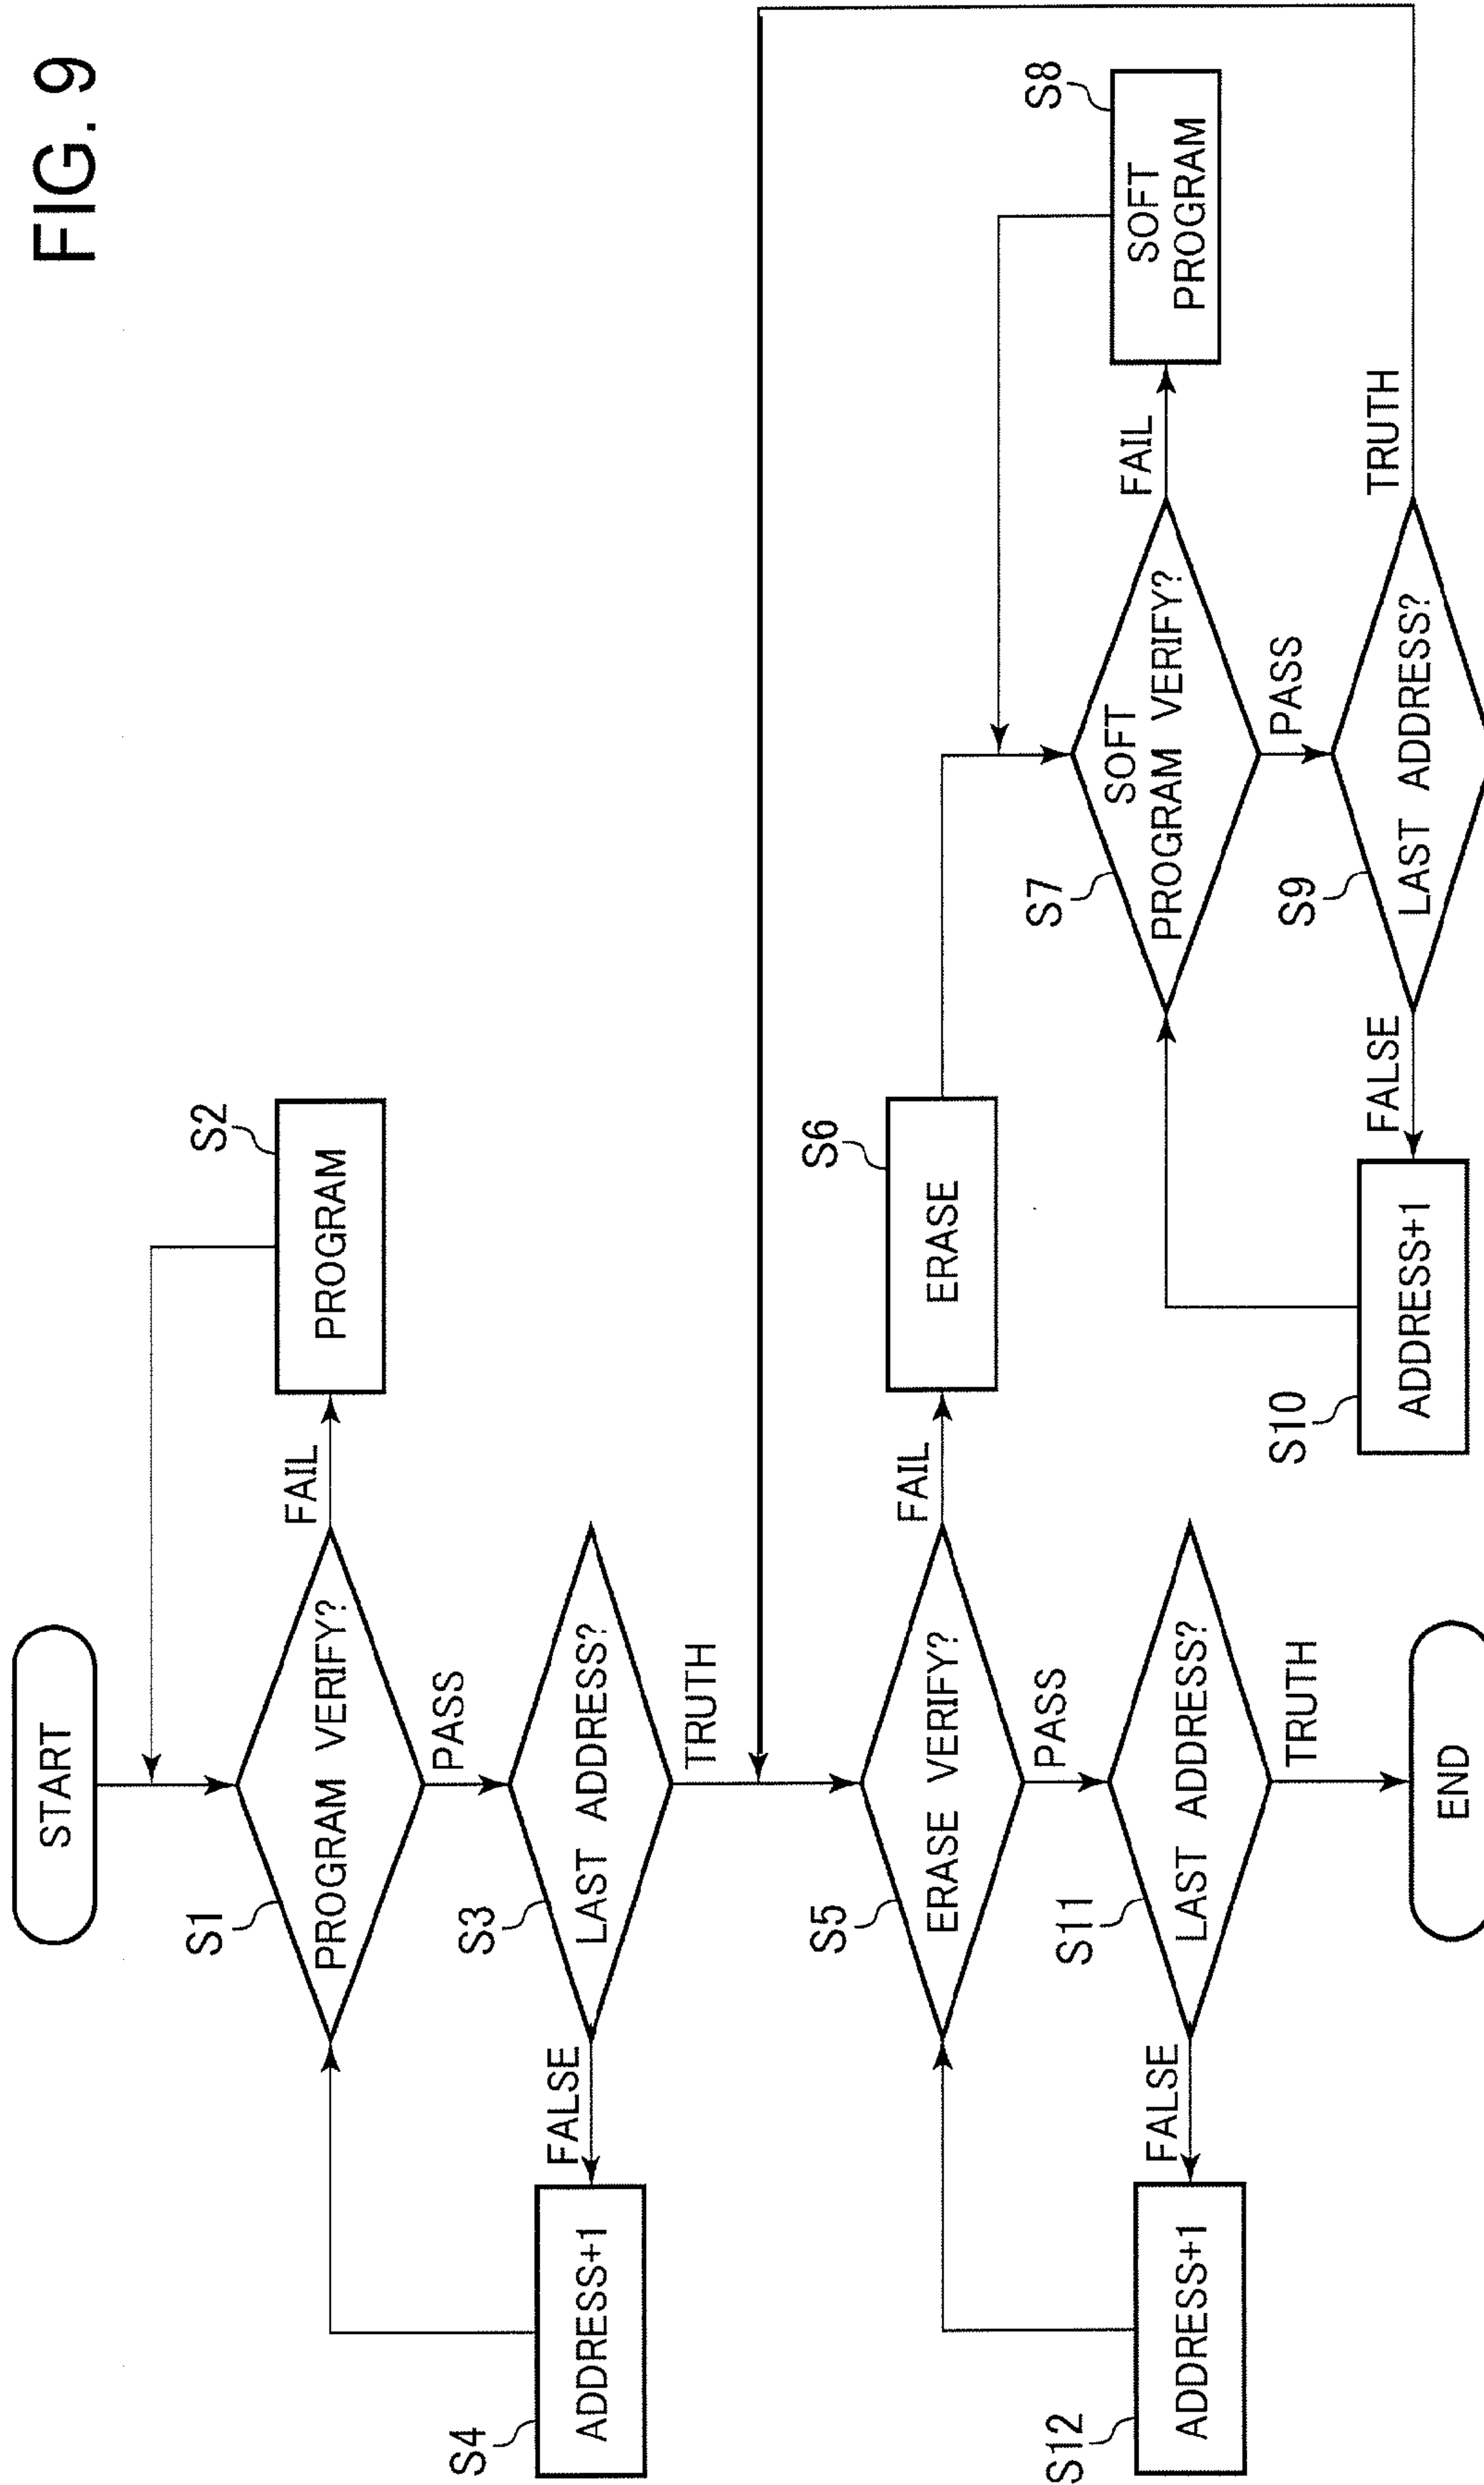 FIG. 9
START
S1
PROGRAM VERIFY?
FAIL
S2
PROGRAM
PASS
S3
LAST ADDRESS?
FALSE
S4
ADDRESS+1
TRUTH
S5
ERASE VERIFY?
FAIL
S6
ERASE
PASS
S7
SOFT
PROGRAM VERIFY?
FAIL
S8
SOFT
PROGRAM
PASS
S9
LAST ADDRESS?
TRUTH
FALSE
S10
ADDRESS+1
S11
LAST ADDRESS?
FALSE
S12
ADDRESS+1
TRUTH
END